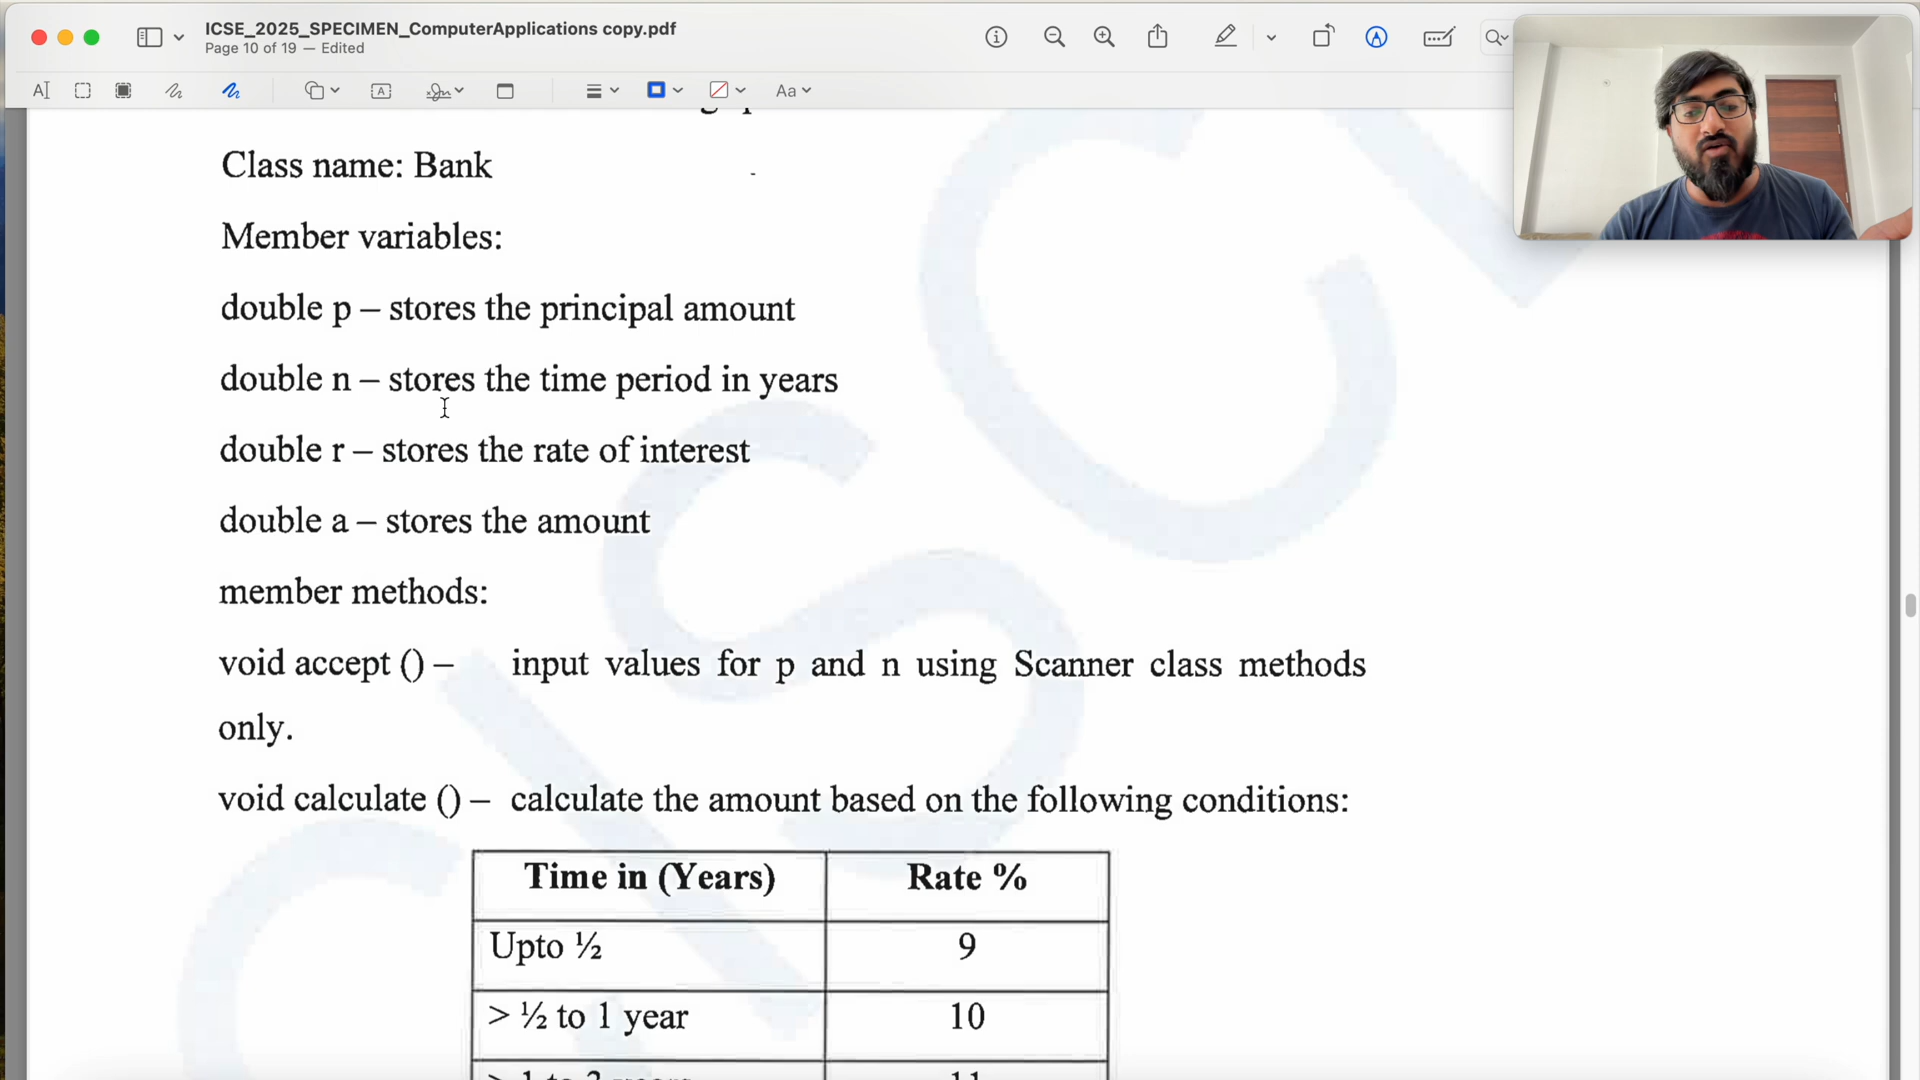 ICSE_2025_SPECIMEN_ComputerApplications copy.pdf
Page 10 of 19 — Edited
Aa
Class name: Bank
Member variables:
double p – stores the principal amount
double n – stores the time period in years
double r – stores the rate of interest
double a – stores the amount
member methods:
void accept () – input values for p and n using Scanner class methods
only.
void calculate () – calculate the amount based on the following conditions:
Time in (Years) Rate %
Upto ½ 9
> ½ to 1 year 10